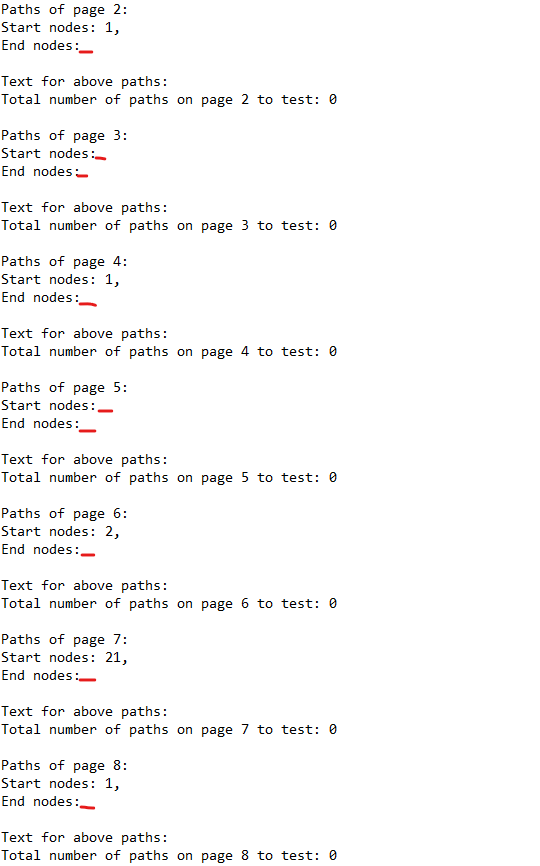 Paths of page 2:
Start nodes: 1,
End nodes:
Text for above paths:
Total number of paths on page 2 to test: 0
Paths of page 3:
Start nodes:
End nodes:
Text for above paths:
Total number of paths on page 3 to test: 0
Paths of page 4:
Start nodes: 1,
End nodes:
Text for above paths:
Total number of paths on page 4 to test: 0
Paths of page 5:
Start nodes:
End nodes:
Text for above paths:
Total number of paths on page 5 to test: 0
Paths of page 6:
Start nodes: 2,
End nodes:
Text for above paths:
Total number of paths on page 6 to test: 0
Paths of page 7:
Start nodes: 21,
End nodes:
Text for above paths:
Total number of paths on page 7 to test: 0
Paths of page 8:
Start nodes: 1,
End nodes:
Text for above paths:
Total number of paths on page 8 to test: 0